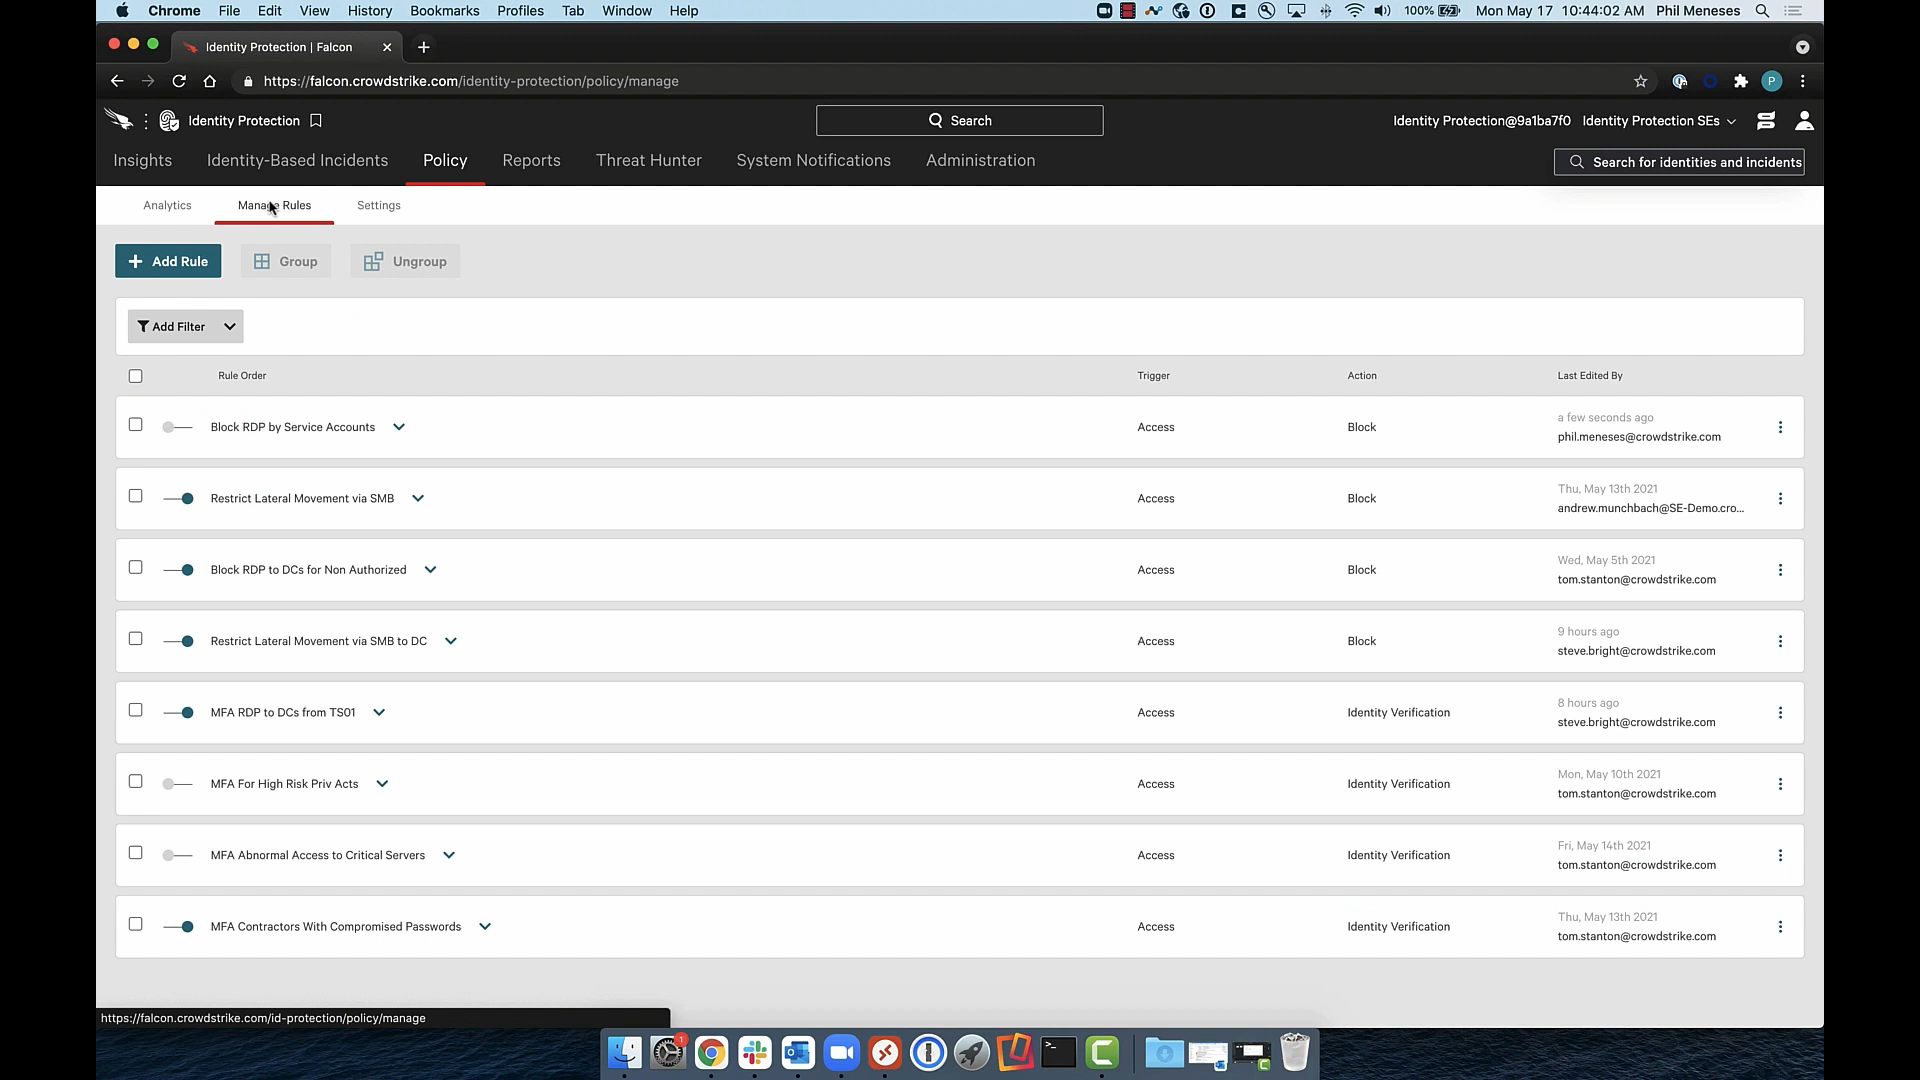 Chrome File Edit View History Bookmarks Profiles Tab Window Help 100% Mon May 17 10:44:02 AM Phil Meneses
Identity Protection | Falcon
https://falcon.crowdstrike.com/identity-protection/policy/manage
P
Identity Protection
Search
Identity Protection@9a1ba7f0 Identity Protection SEs
Insights Identity-Based Incidents Policy Reports Threat Hunter System Notifications Administration
Search for identities and incidents
Analytics Manage Rules Settings
+ Add Rule Group Ungroup
Add Filter
Rule Order Trigger Action Last Edited By
Block RDP by Service Accounts Access Block a few seconds ago
phil.meneses@crowdstrike.com
Restrict Lateral Movement via SMB Access Block Thu, May 13th 2021
andrew.munchbach@SE-Demo.cro...
Block RDP to DCs for Non Authorized Access Block Wed, May 5th 2021
tom.stanton@crowdstrike.com
Restrict Lateral Movement via SMB to DC Access Block 9 hours ago
steve.bright@crowdstrike.com
MFA RDP to DCs from TS01 Access Identity Verification 8 hours ago
steve.bright@crowdstrike.com
MFA For High Risk Priv Acts Access Identity Verification Mon, May 10th 2021
tom.stanton@crowdstrike.com
MFA Abnormal Access to Critical Servers Access Identity Verification Fri, May 14th 2021
tom.stanton@crowdstrike.com
MFA Contractors With Compromised Passwords Access Identity Verification Thu, May 13th 2021
tom.stanton@crowdstrike.com
https://falcon.crowdstrike.com/id-protection/policy/manage
1